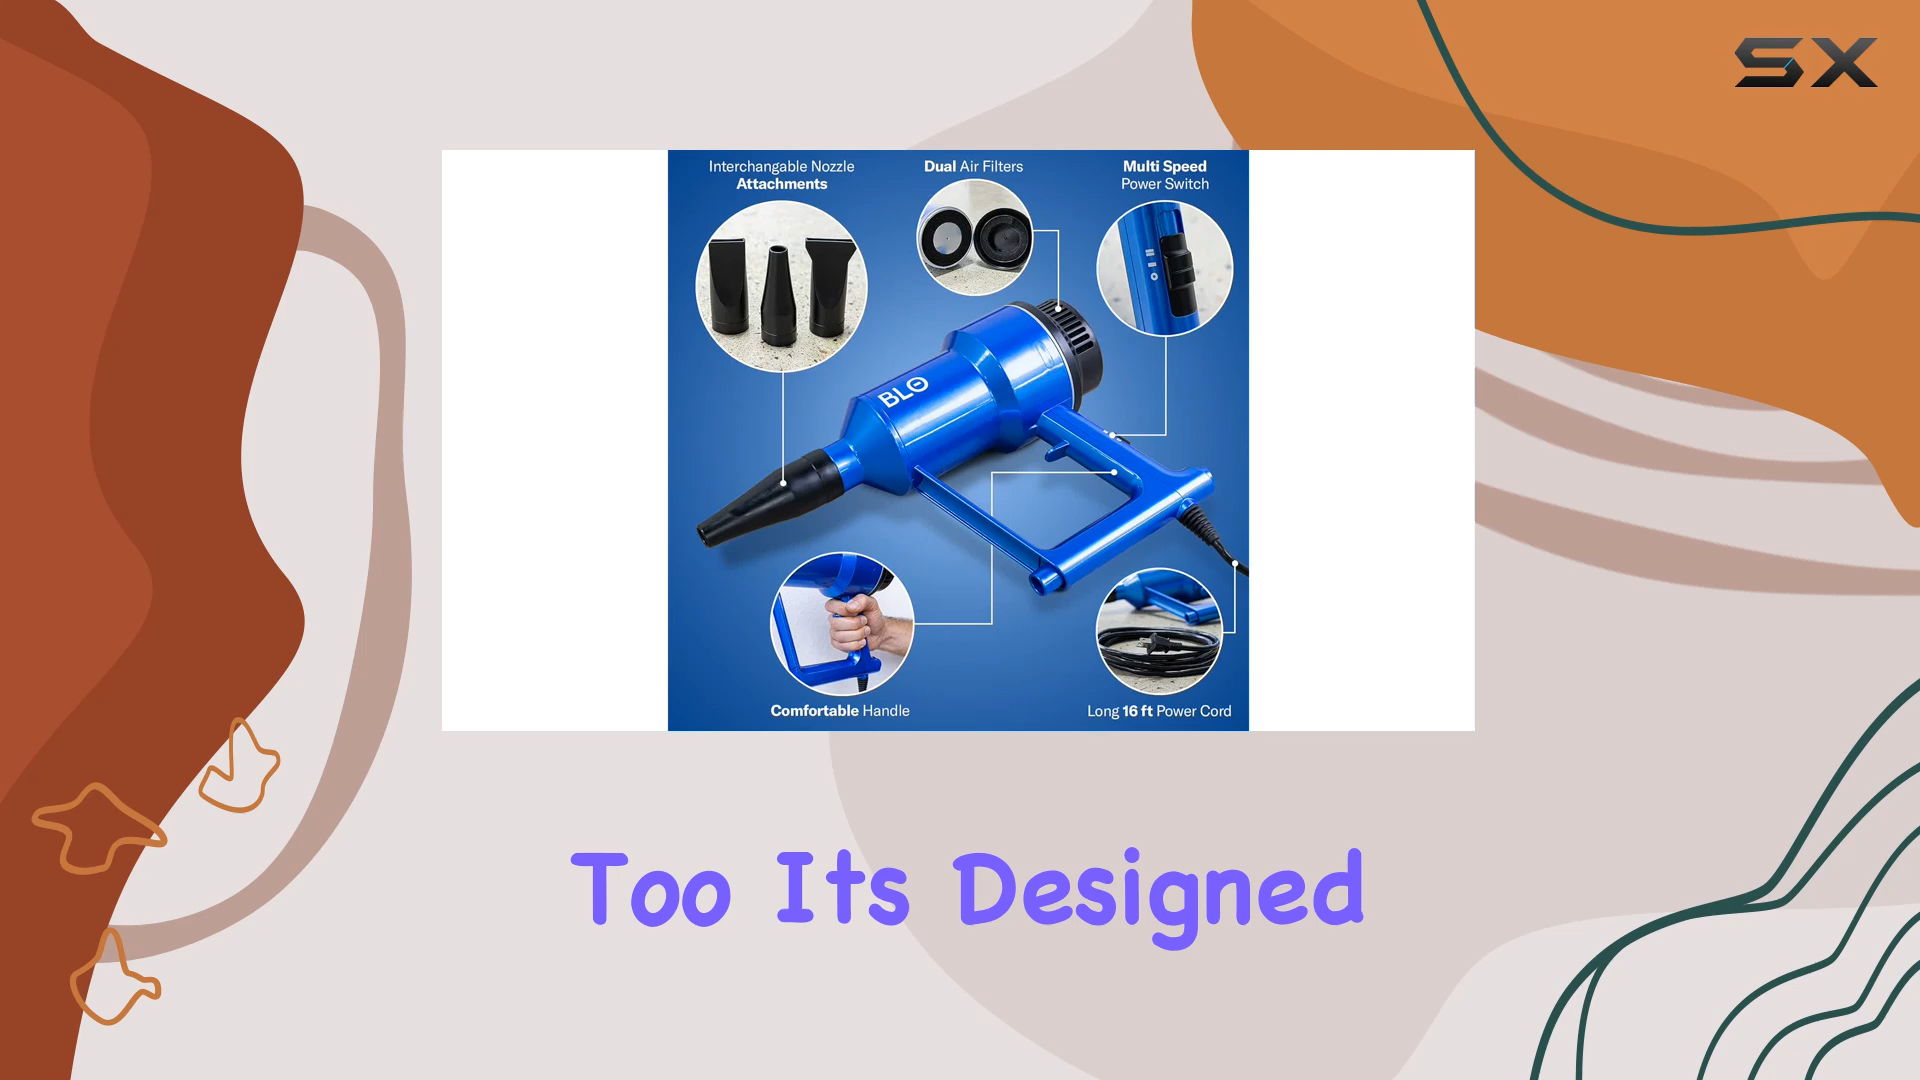 SX
Interchangable Nozzle
Attachments
Dual Air Filters
Multi Speed
Power Switch
BLO
Comfortable Handle
Long 16 ft Power Cord
Too Its Designed